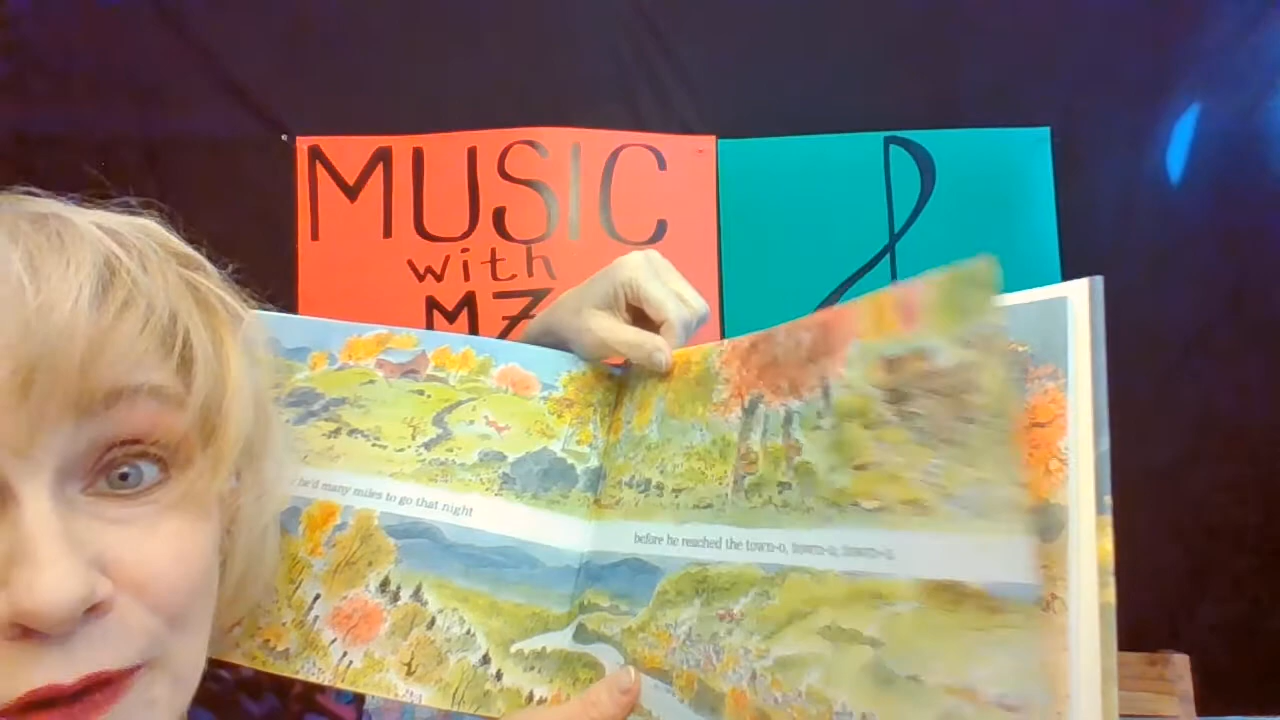 MUSIC
with
MZ
he'd many miles to go that night
before he reached the town-o, town-o, town-o.